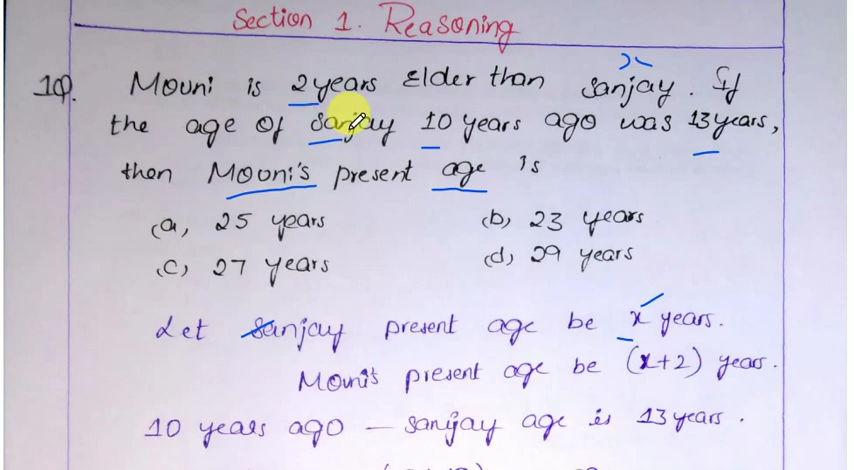 Section 1. Reasoning
1Q. Mouni is 2 years Elder than Sanjay. If
x
the age of Sanjay 10 years ago was 13 years,
then Mouni's present age is
(a) 25 years (b) 23 years
(c) 27 years (d) 29 years
Let Sanjay present age be x years.
Mouni's present age be (x+2) years.
10 years ago — Sanjay age is 13 years.